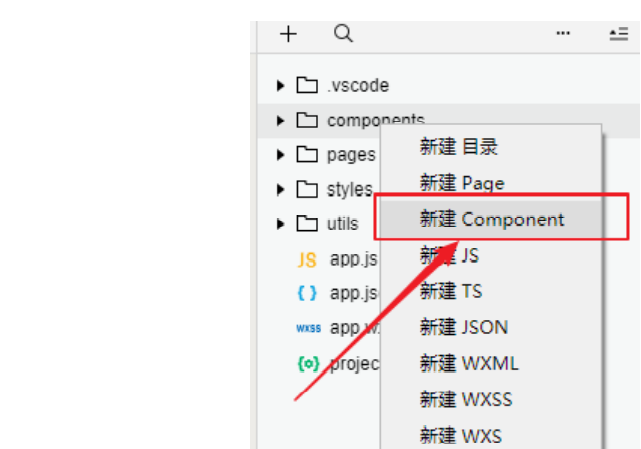 .vscode
components
新建 目录
pages
新建 Page
styles
新建 Component
utils
JS app.js
新建 JS
{ } app.js
新建 TS
wxss app.w
新建 JSON
{o} projec
新建 WXML
新建 WXSS
新建 WXS